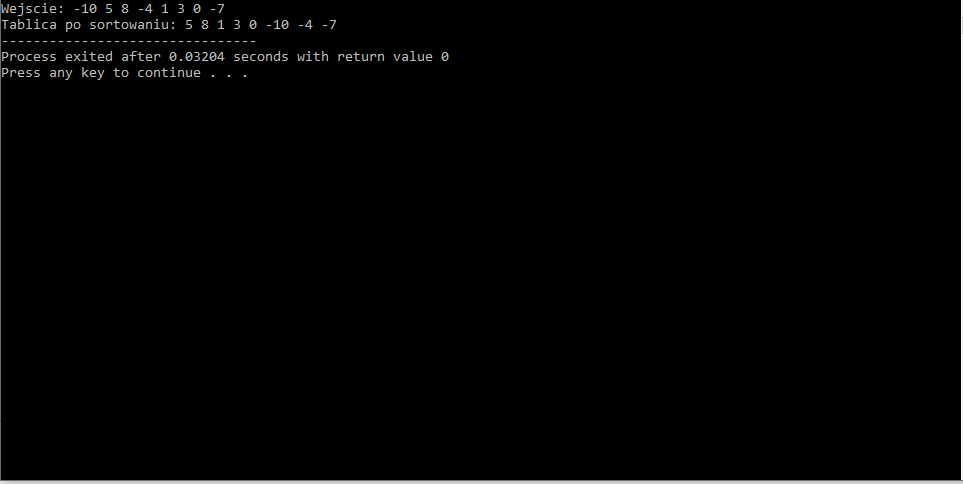 Wejscie: -10 5 8 -4 1 3 0 -7
Tablica po sortowaniu: 5 8 1 3 0 -10 -4 -7
--------------------------------
Process exited after 0.03204 seconds with return value 0
Press any key to continue . . .